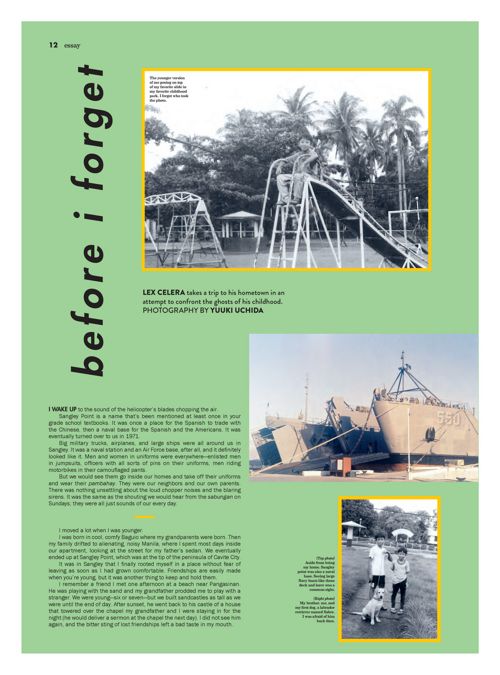 12 essay
before i forget
The younger version
of me posing on top
of my favorite slide in
my favorite childhood
park. I forget who took
the photo.
LEX CELERA takes a trip to his hometown in an
attempt to confront the ghosts of his childhood.
PHOTOGRAPHY BY YUUKI UCHIDA
550
I WAKE UP to the sound of the helicopter's blades chopping the air.
Sangley Point is a name that's been mentioned at least once in your
grade school textbooks. It was once a place for the Spanish to trade with
the Chinese, then a naval base for the Spanish and the Americans. It was
eventually turned over to us in 1971.
Big military trucks, airplanes, and large ships were all around us in
Sangley. It was a naval station and an Air Force base, after all, and it definitely
looked like it. Men and women in uniforms were everywhere—enlisted men
in jumpsuits, officers with all sorts of pins on their uniforms, men riding
motorbikes in their camouflaged pants.
But we would see them go inside our homes and take off their uniforms
and wear their pambahay. They were our neighbors and our own parents.
There was nothing unsettling about the loud chopper noises and the blaring
sirens. It was the same as the shouting we would hear from the sabungan on
Sundays; they were all just sounds of our every day.
I moved a lot when I was younger.
I was born in cool, comfy Baguio where my grandparents were born. Then
my family drifted to alienating, noisy Manila, where I spent most days inside
our apartment, looking at the street for my father's sedan. We eventually
ended up at Sangley Point, which was at the tip of the peninsula of Cavite City.
It was in Sangley that I finally rooted myself in a place without fear of
leaving as soon as I had grown comfortable. Friendships are easily made
when you're young, but it was another thing to keep and hold them.
I remember a friend I met one afternoon at a beach near Pangasinan.
He was playing with the sand and my grandfather prodded me to play with a
stranger. We were young–six or seven–but we built sandcastles as tall as we
were until the end of day. After sunset, he went back to his castle of a house
that towered over the chapel my grandfather and I were staying in for the
night (he would deliver a sermon at the chapel the next day). I did not see him
again, and the bitter sting of lost friendships left a bad taste in my mouth.
(Top photo)
Aside from being
my home, Sangley
point was also a naval
base. Seeing large
Navy boats like these
dock and leave was a
common sight.
(Right photo)
My brother, me, and
my first dog, a labrador
retriever named Babes.
I was afraid of him
back then.